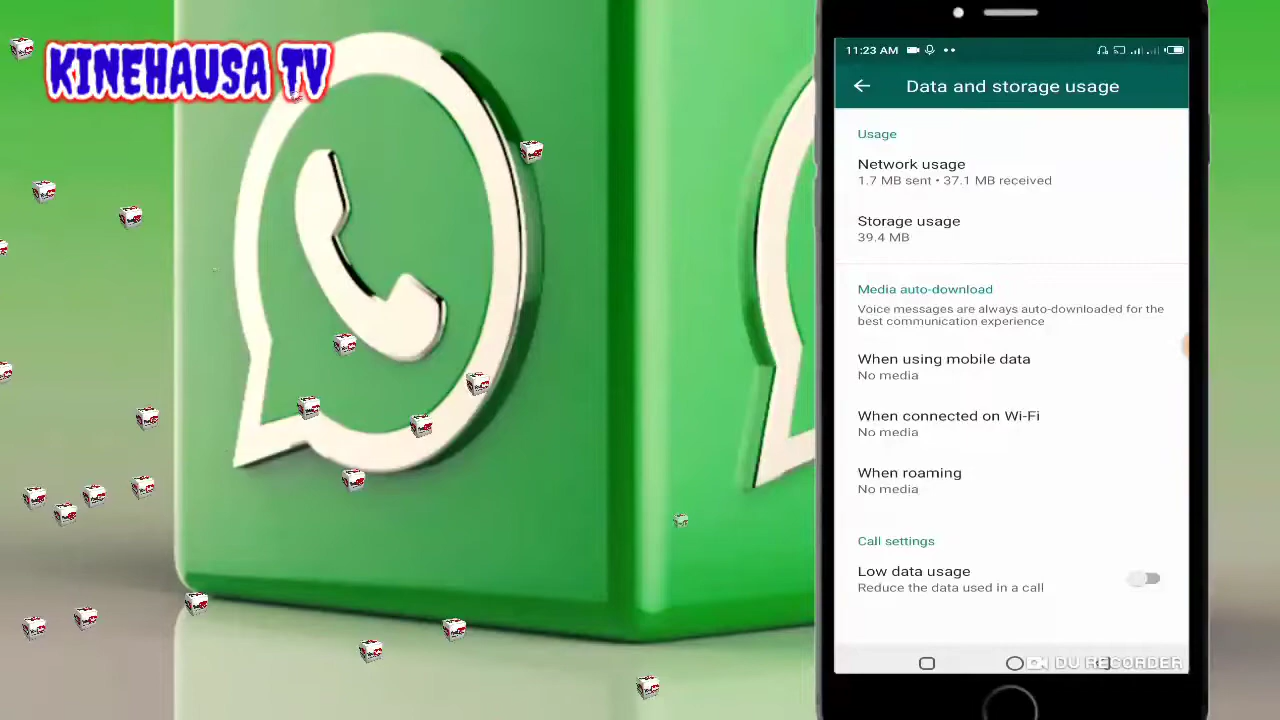 KINEHAUSA TV
11:23 AM
Data and storage usage
Usage
Network usage
1.7 MB sent • 37.1 MB received
Storage usage
39.4 MB
Media auto-download
Voice messages are always auto-downloaded for the
best communication experience
When using mobile data
No media
When connected on Wi-Fi
No media
When roaming
No media
Call settings
Low data usage
Reduce the data used in a call
DU RECORDER